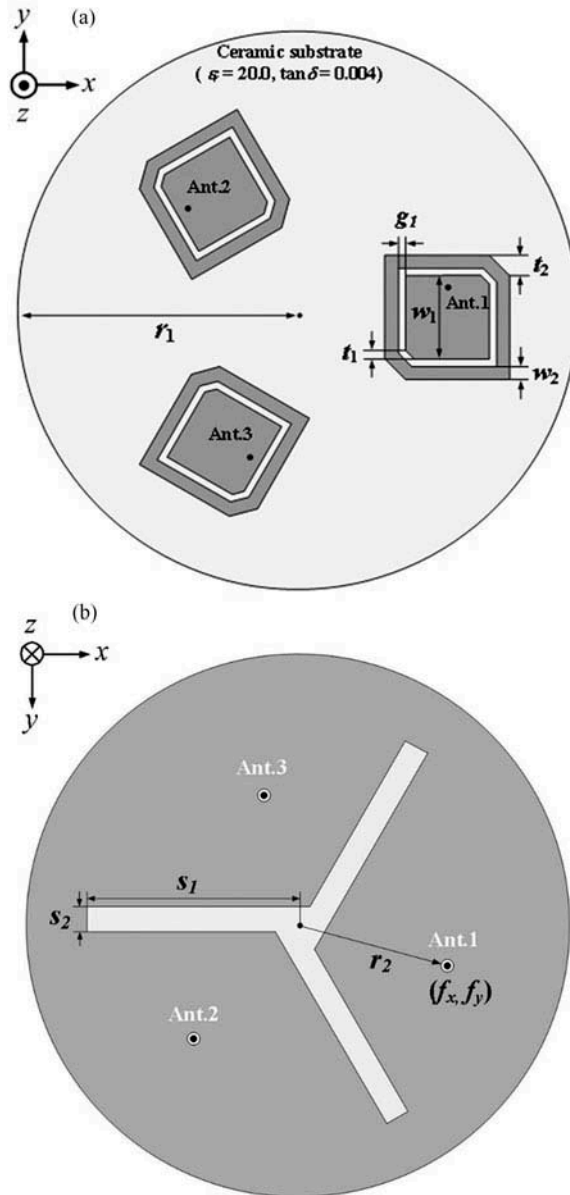 (a)
y
x
z
Ceramic substrate
( εr = 20.0, tan δ = 0.004)
Ant.2
g1
t2
Ant.1
w1
r1
t1
w2
Ant.3
(b)
z
x
y
Ant.3
s1
s2
Ant.1
r2
(fx, fy)
Ant.2